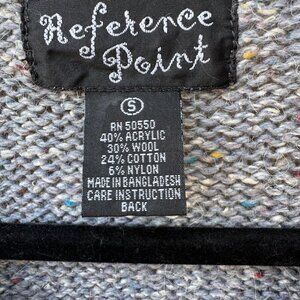 Reference
Point
S
RN 50550
40% ACRYLIC
30% WOOL
24% COTTON
6% NYLON
MADE IN BANGLADESH
CARE INSTRUCTION
BACK